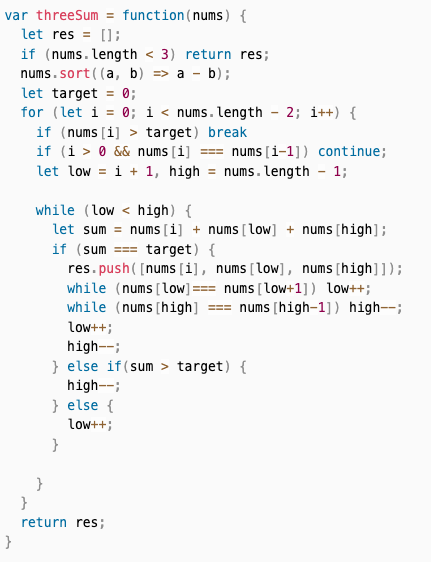 var threeSum = function(nums) {
  let res = [];
  if (nums.length < 3) return res;
  nums.sort((a, b) => a - b);
  let target = 0;
  for (let i = 0; i < nums.length - 2; i++) {
    if (nums[i] > target) break
    if (i > 0 && nums[i] === nums[i-1]) continue;
    let low = i + 1, high = nums.length - 1;

    while (low < high) {
      let sum = nums[i] + nums[low] + nums[high];
      if (sum === target) {
        res.push([nums[i], nums[low], nums[high]]);
        while (nums[low]=== nums[low+1]) low++;
        while (nums[high] === nums[high-1]) high--;
        low++;
        high--;
      } else if(sum > target) {
        high--;
      } else {
        low++;
      }

    }
  }
  return res;
}